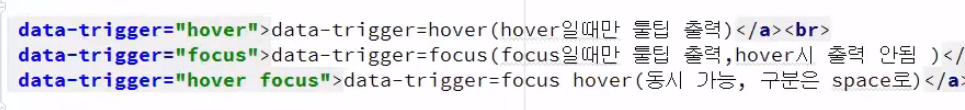 data-trigger="hover">data-trigger=hover(hover일때만 툴팁 출력)</a><br>
data-trigger="focus">data-trigger=focus(focus일때만 툴팁 출력,hover시 출력 안됨 )</
data-trigger="hover focus">data-trigger=focus hover(동시 가능, 구분은 space로)</a>